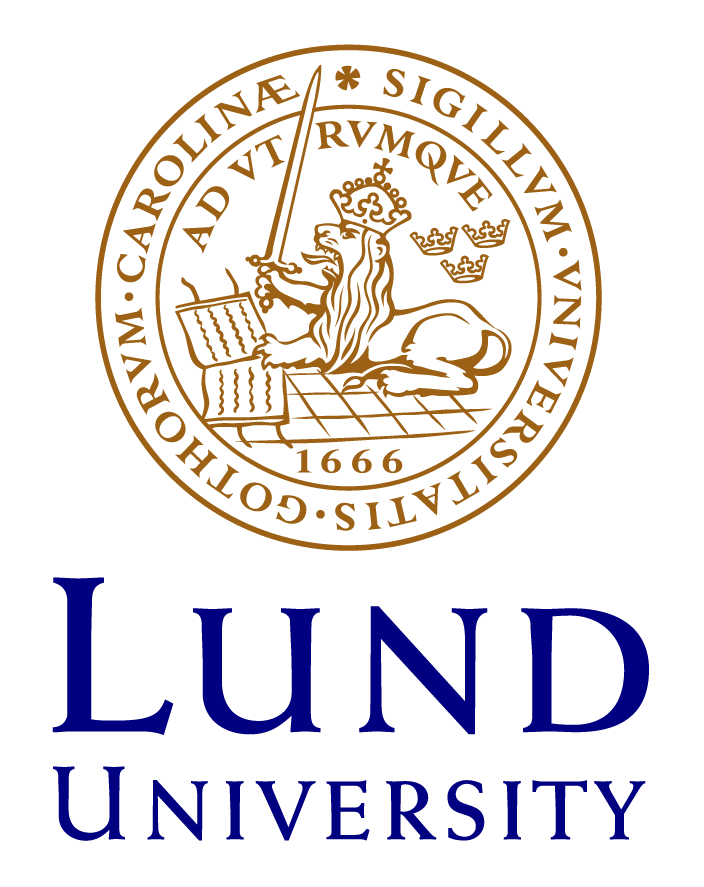 SIGILLVM · VNIVERSITATIS · GOTHORVM · CAROLINÆ
AD VTRVMQVE
1666
LUND
UNIVERSITY